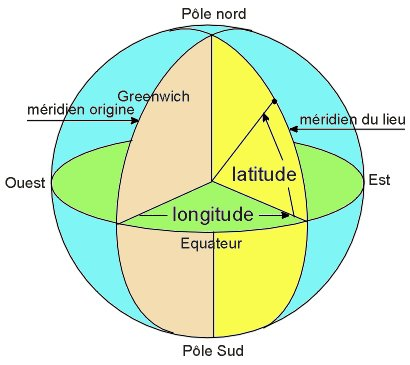 Pôle nord
Greenwich
méridien origine
méridien du lieu
latitude
Ouest
Est
longitude
Equateur
Pôle Sud